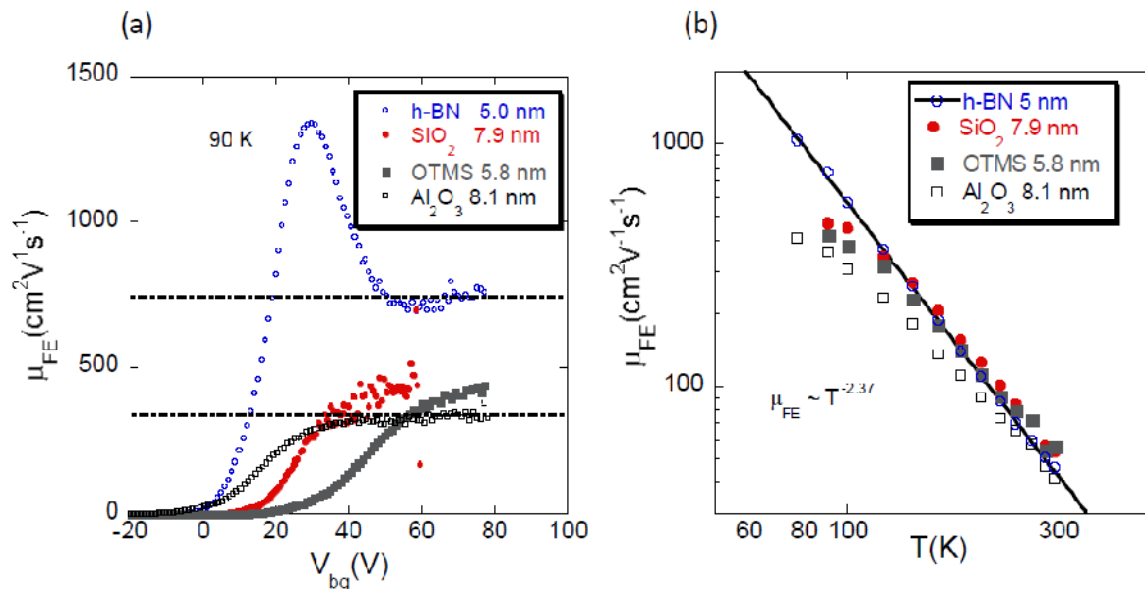 (a)
1500
1000
500
0
μFE(cm²V⁻¹s⁻¹)
90 K
h-BN 5.0 nm
SiO₂ 7.9 nm
OTMS 5.8 nm
Al₂O₃ 8.1 nm
-20 0 20 40 60 80 100
Vbg(V)
(b)
1000
100
μFE(cm²V⁻¹s⁻¹)
h-BN 5 nm
SiO₂ 7.9 nm
OTMS 5.8 nm
Al₂O₃ 8.1 nm
μFE ~ T⁻²·³⁷
60 80 100 300
T(K)